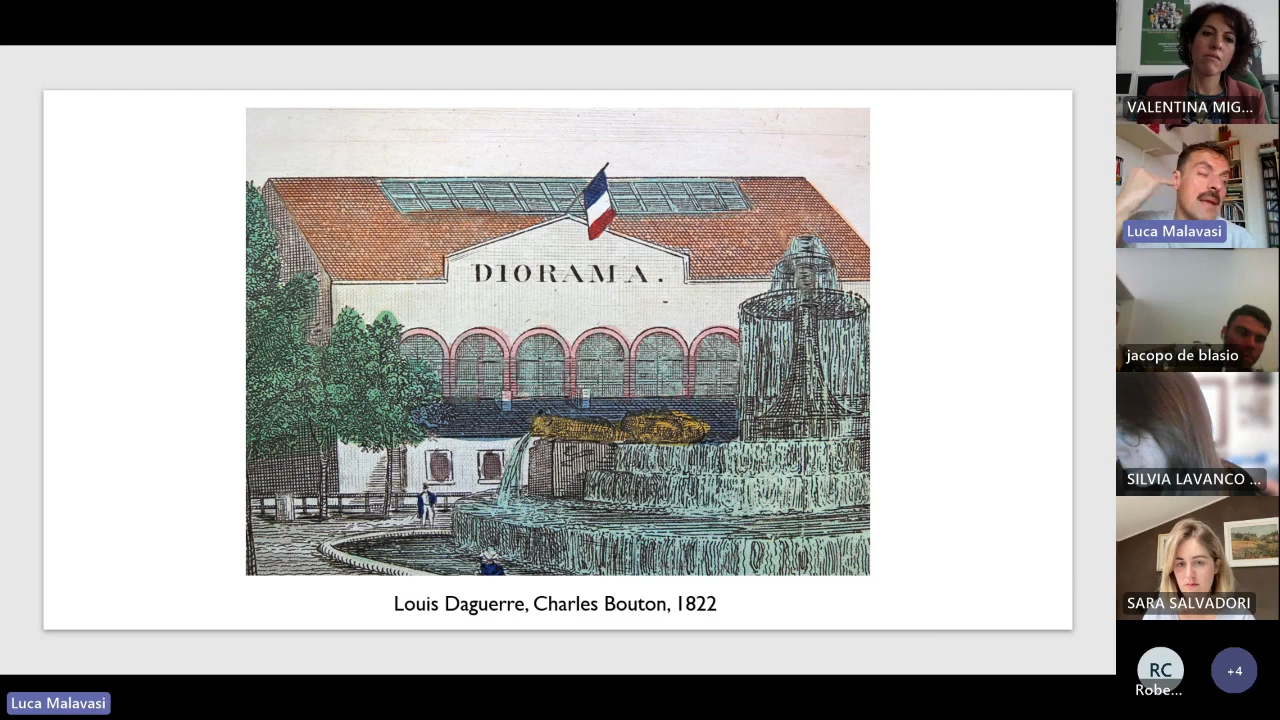 DIORAMA.
Louis Daguerre, Charles Bouton, 1822
VALENTINA MIG...
Luca Malavasi
jacopo de blasio
SILVIA LAVANCO ...
SARA SALVADORI
RC
Robe...
+4
Luca Malavasi